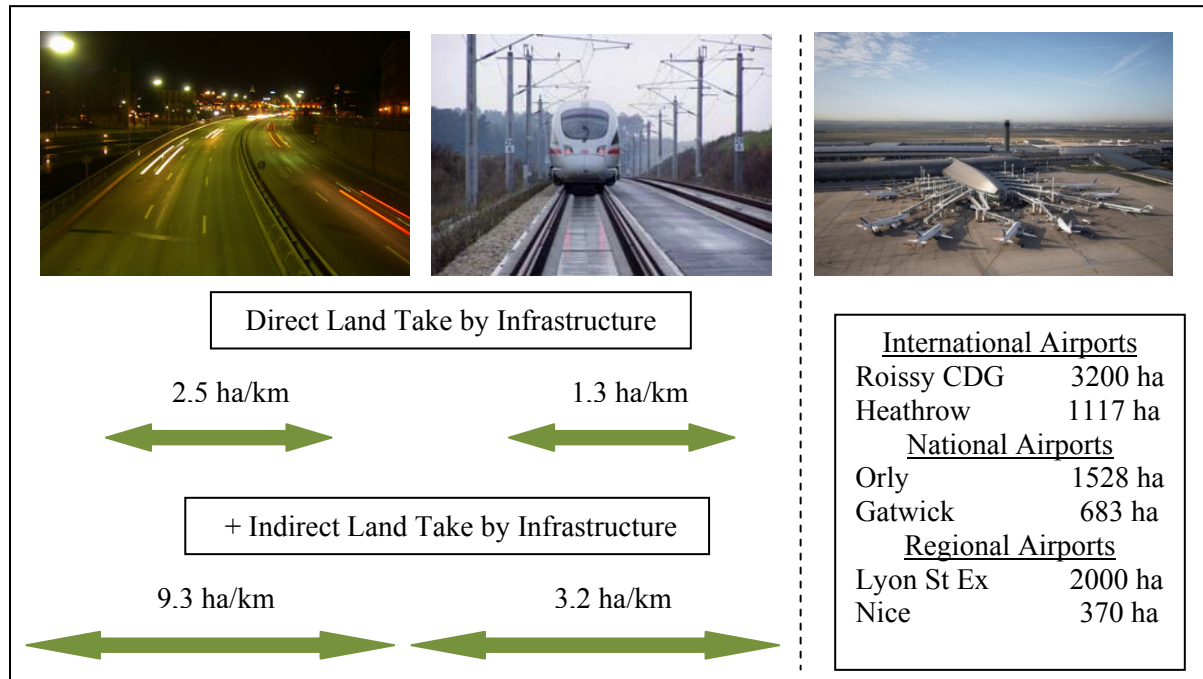 Direct Land Take by Infrastructure
2.5 ha/km 1.3 ha/km
+ Indirect Land Take by Infrastructure
9.3 ha/km 3.2 ha/km
International Airports
Roissy CDG 3200 ha
Heathrow 1117 ha
National Airports
Orly 1528 ha
Gatwick 683 ha
Regional Airports
Lyon St Ex 2000 ha
Nice 370 ha